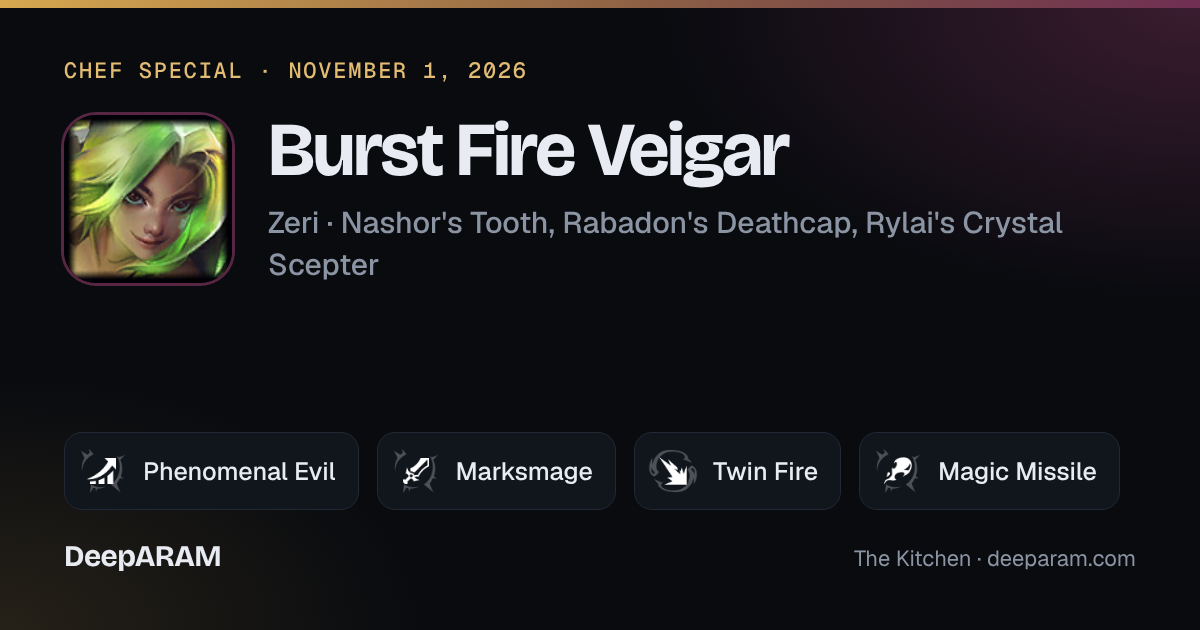 CHEF SPECIAL · NOVEMBER 1, 2026
Burst Fire Veigar
Zeri · Nashor's Tooth, Rabadon's Deathcap, Rylai's Crystal
Scepter
Phenomenal Evil
Marksmage
Twin Fire
Magic Missile
DeepARAM
The Kitchen · deeparam.com